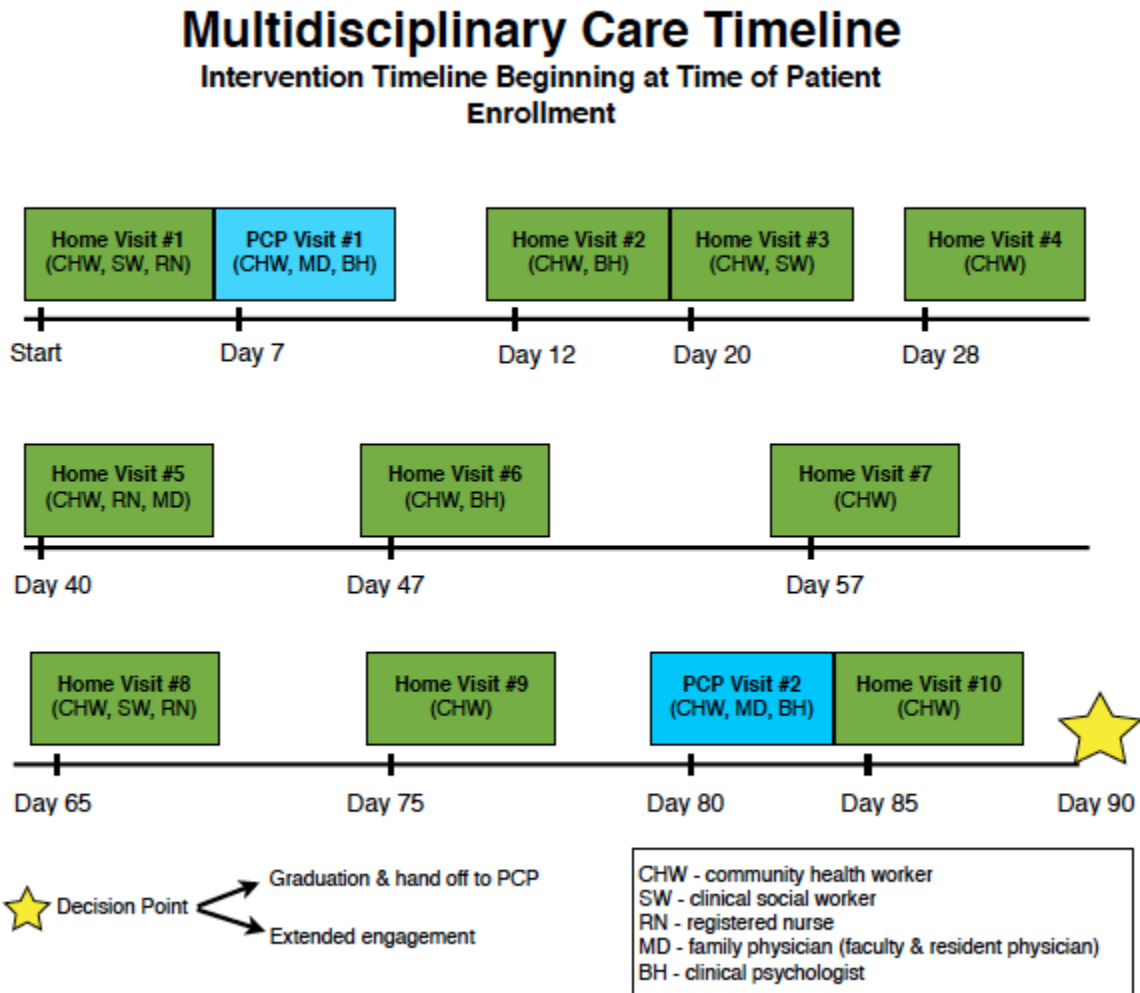 Multidisciplinary Care Timeline
Intervention Timeline Beginning at Time of Patient
Enrollment
Home Visit #1
(CHW, SW, RN)
PCP Visit #1
(CHW, MD, BH)
Home Visit #2
(CHW, BH)
Home Visit #3
(CHW, SW)
Home Visit #4
(CHW)
Start
Day 7
Day 12
Day 20
Day 28
Home Visit #5
(CHW, RN, MD)
Home Visit #6
(CHW, BH)
Home Visit #7
(CHW)
Day 40
Day 47
Day 57
Home Visit #8
(CHW, SW, RN)
Home Visit #9
(CHW)
PCP Visit #2
(CHW, MD, BH)
Home Visit #10
(CHW)
Day 65
Day 75
Day 80
Day 85
Day 90
Decision Point
Graduation & hand off to PCP
Extended engagement
CHW - community health worker
SW - clinical social worker
RN - registered nurse
MD - family physician (faculty & resident physician)
BH - clinical psychologist